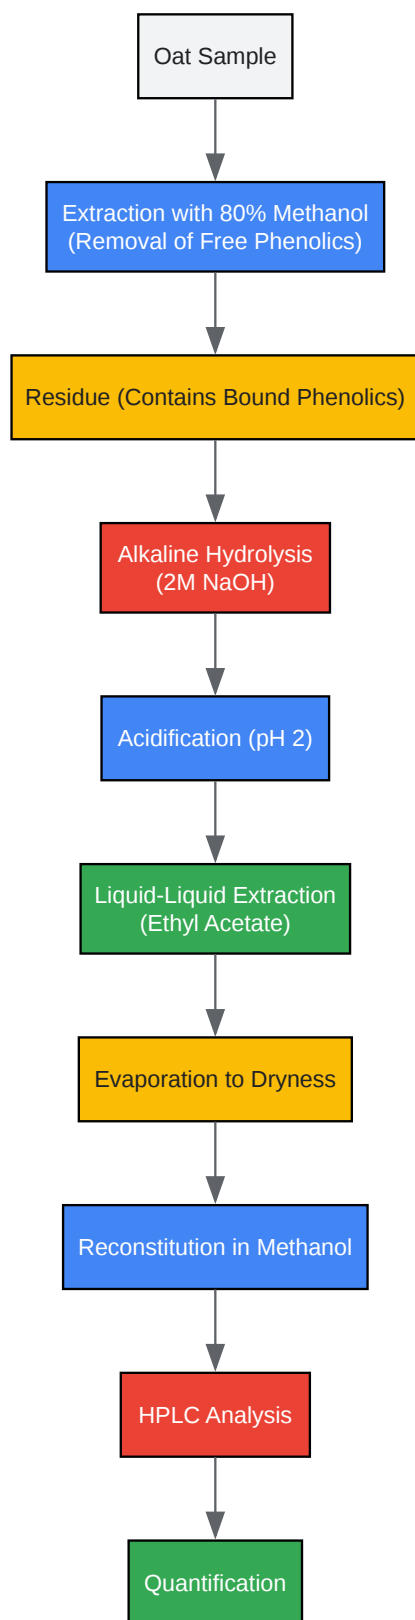 Oat Sample
Extraction with 80% Methanol
(Removal of Free Phenolics)
Residue (Contains Bound Phenolics)
Alkaline Hydrolysis
(2M NaOH)
Acidification (pH 2)
Liquid-Liquid Extraction
(Ethyl Acetate)
Evaporation to Dryness
Reconstitution in Methanol
HPLC Analysis
Quantification